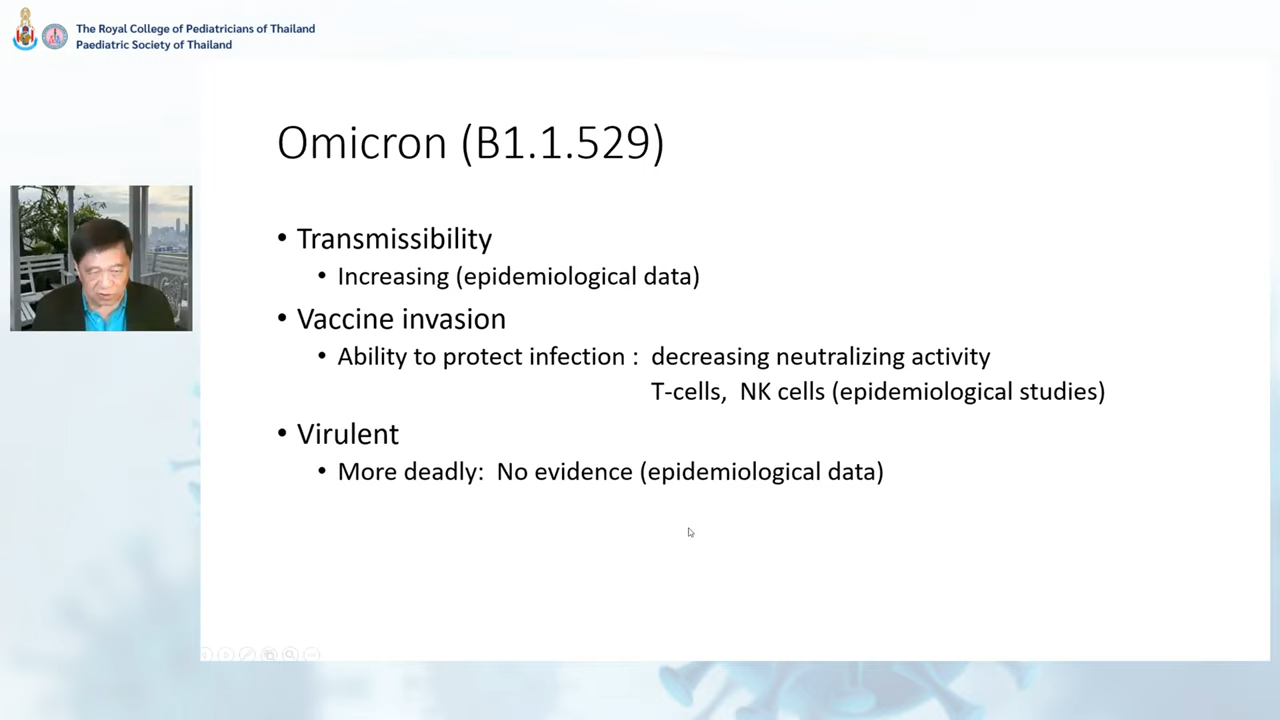 The Royal College of Pediatricians of Thailand
Paediatric Society of Thailand
Omicron (B1.1.529)
• Transmissibility
• Increasing (epidemiological data)
• Vaccine invasion
• Ability to protect infection : decreasing neutralizing activity
T-cells, NK cells (epidemiological studies)
• Virulent
• More deadly: No evidence (epidemiological data)